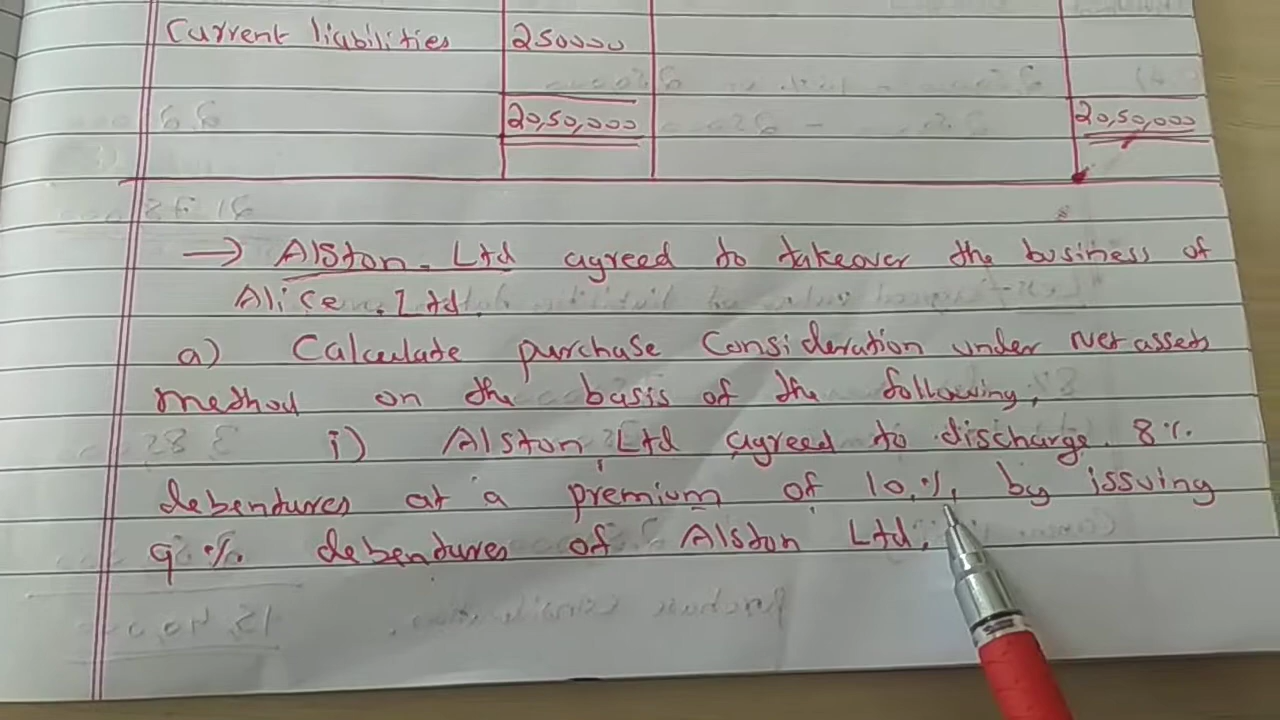 Current liabilities 250000
20,50,000 20,50,000
→ Alston Ltd agreed to takeover the business of
Alice Ltd.
a) Calculate purchase Consideration under Net assets
method on the basis of the following;
i) Alston Ltd agreed to discharge 8%
debentures at a premium of 10%, by issuing
9% debentures of Alston Ltd.